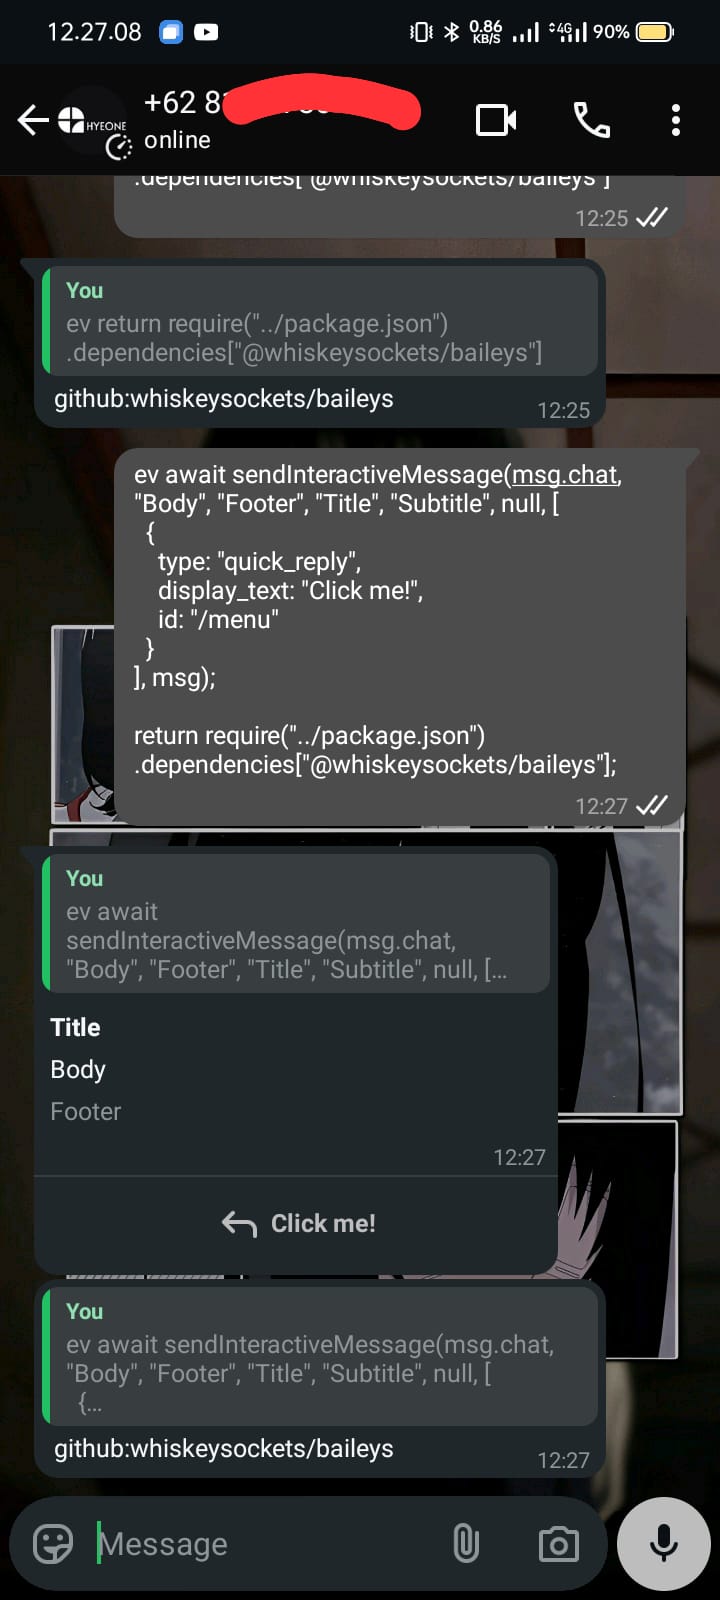 12.27.08 0.86 KB/S 4G 90%
HYEONE
+62 8
online
.dependencies["@whiskeysockets/baileys"]
12:25
You
ev return require("../package.json")
.dependencies["@whiskeysockets/baileys"]
github:whiskeysockets/baileys
12:25
ev await sendInteractiveMessage(msg.chat,
"Body", "Footer", "Title", "Subtitle", null, [
{
type: "quick_reply",
display_text: "Click me!",
id: "/menu"
}
], msg);
return require("../package.json")
.dependencies["@whiskeysockets/baileys"];
12:27
You
ev await
sendInteractiveMessage(msg.chat,
"Body", "Footer", "Title", "Subtitle", null, [...
Title
Body
Footer
12:27
Click me!
You
ev await sendInteractiveMessage(msg.chat,
"Body", "Footer", "Title", "Subtitle", null, [
{...
github:whiskeysockets/baileys
12:27
Message